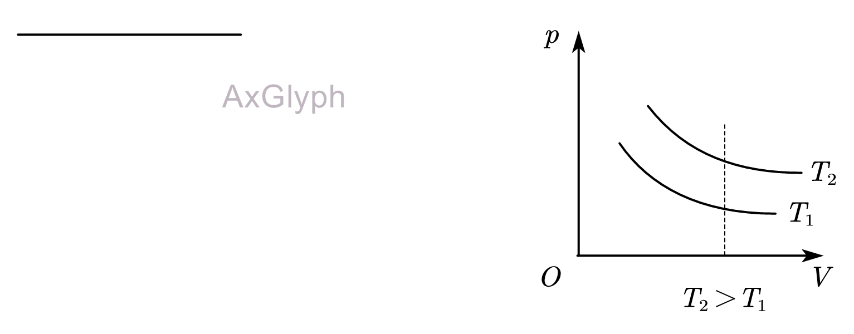 p
AxGlyph
T₂
T₁
O
V
T₂ > T₁